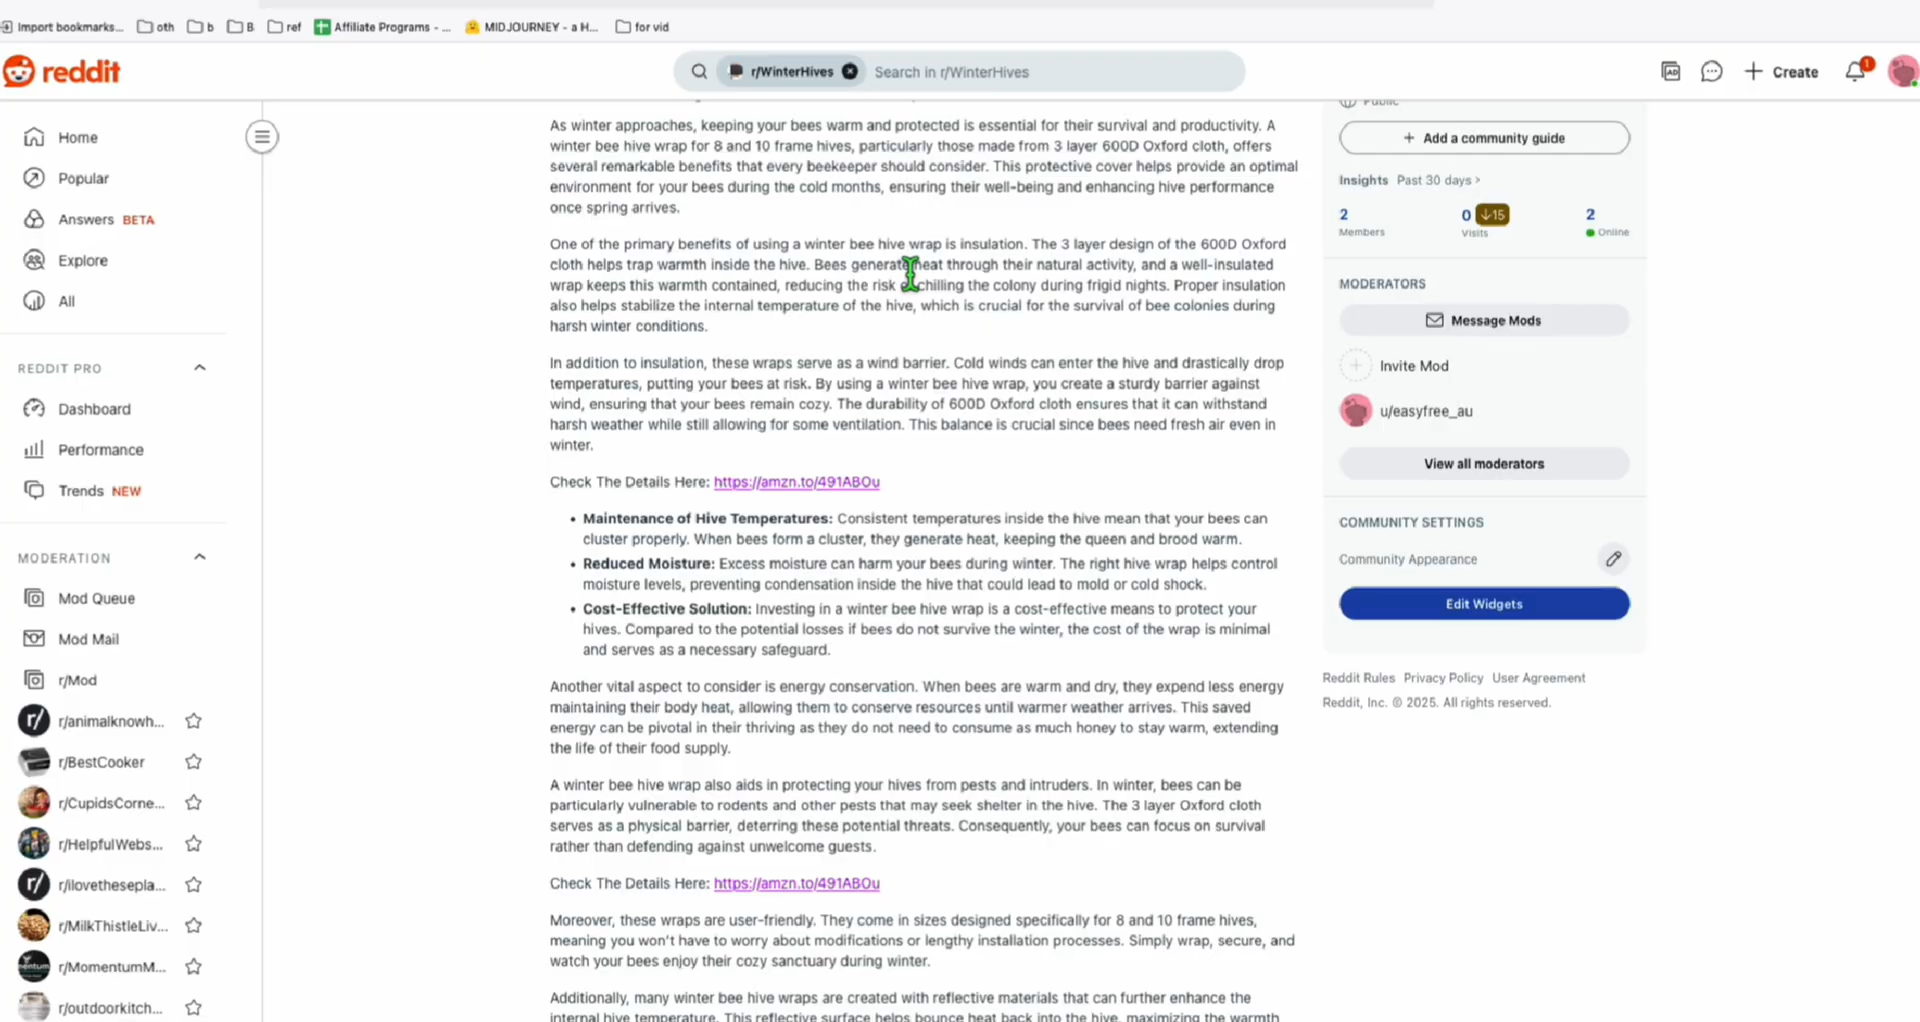 Import bookmarks...
oth
b
B
ref
Affiliate Programs - ...
MIDJOURNEY - a H...
for vid
reddit
r/WinterHives
Search in r/WinterHives
Create
1
Home
Popular
Answers BETA
Explore
All
REDDIT PRO
Dashboard
Performance
Trends NEW
MODERATION
Mod Queue
Mod Mail
r/Mod
r/animalknowh...
r/BestCooker
r/CupidsCorne...
r/HelpfulWebs...
r/ilovethesepla...
r/MilkThistleLiv...
r/MomentumM...
r/outdoorkitch...
As winter approaches, keeping your bees warm and protected is essential for their survival and productivity. A
winter bee hive wrap for 8 and 10 frame hives, particularly those made from 3 layer 600D Oxford cloth, offers
several remarkable benefits that every beekeeper should consider. This protective cover helps provide an optimal
environment for your bees during the cold months, ensuring their well-being and enhancing hive performance
once spring arrives.
One of the primary benefits of using a winter bee hive wrap is insulation. The 3 layer design of the 600D Oxford
cloth helps trap warmth inside the hive. Bees generate heat through their natural activity, and a well-insulated
wrap keeps this warmth contained, reducing the risk chilling the colony during frigid nights. Proper insulation
also helps stabilize the internal temperature of the hive, which is crucial for the survival of bee colonies during
harsh winter conditions.
In addition to insulation, these wraps serve as a wind barrier. Cold winds can enter the hive and drastically drop
temperatures, putting your bees at risk. By using a winter bee hive wrap, you create a sturdy barrier against
wind, ensuring that your bees remain cozy. The durability of 600D Oxford cloth ensures that it can withstand
harsh weather while still allowing for some ventilation. This balance is crucial since bees need fresh air even in
winter.
Check The Details Here: https://amzn.to/491ABOu
• Maintenance of Hive Temperatures: Consistent temperatures inside the hive mean that your bees can
cluster properly. When bees form a cluster, they generate heat, keeping the queen and brood warm.
• Reduced Moisture: Excess moisture can harm your bees during winter. The right hive wrap helps control
moisture levels, preventing condensation inside the hive that could lead to mold or cold shock.
• Cost-Effective Solution: Investing in a winter bee hive wrap is a cost-effective means to protect your
hives. Compared to the potential losses if bees do not survive the winter, the cost of the wrap is minimal
and serves as a necessary safeguard.
Another vital aspect to consider is energy conservation. When bees are warm and dry, they expend less energy
maintaining their body heat, allowing them to conserve resources until warmer weather arrives. This saved
energy can be pivotal in their thriving as they do not need to consume as much honey to stay warm, extending
the life of their food supply.
A winter bee hive wrap also aids in protecting your hives from pests and intruders. In winter, bees can be
particularly vulnerable to rodents and other pests that may seek shelter in the hive. The 3 layer Oxford cloth
serves as a physical barrier, deterring these potential threats. Consequently, your bees can focus on survival
rather than defending against unwelcome guests.
Check The Details Here: https://amzn.to/491ABOu
Moreover, these wraps are user-friendly. They come in sizes designed specifically for 8 and 10 frame hives,
meaning you won't have to worry about modifications or lengthy installation processes. Simply wrap, secure, and
watch your bees enjoy their cozy sanctuary during winter.
Additionally, many winter bee hive wraps are created with reflective materials that can further enhance the
internal hive temperature. This reflective surface helps bounce heat back into the hive, maximizing the warmth
Public
Add a community guide
Insights Past 30 days >
2
Members
0 ↓15
Visits
2
Online
MODERATORS
Message Mods
Invite Mod
u/easyfree_au
View all moderators
COMMUNITY SETTINGS
Community Appearance
Edit Widgets
Reddit Rules Privacy Policy User Agreement
Reddit, Inc. © 2025. All rights reserved.